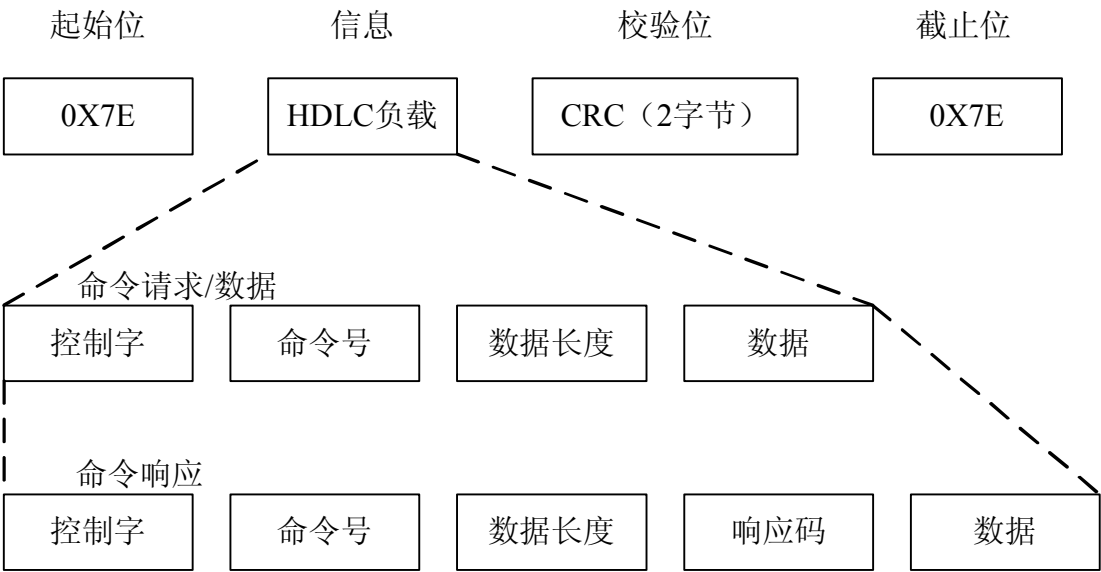 起始位 信息 校验位 截止位
0X7E HDLC负载 CRC（2字节） 0X7E
命令请求/数据
控制字 命令号 数据长度 数据
命令响应
控制字 命令号 数据长度 响应码 数据